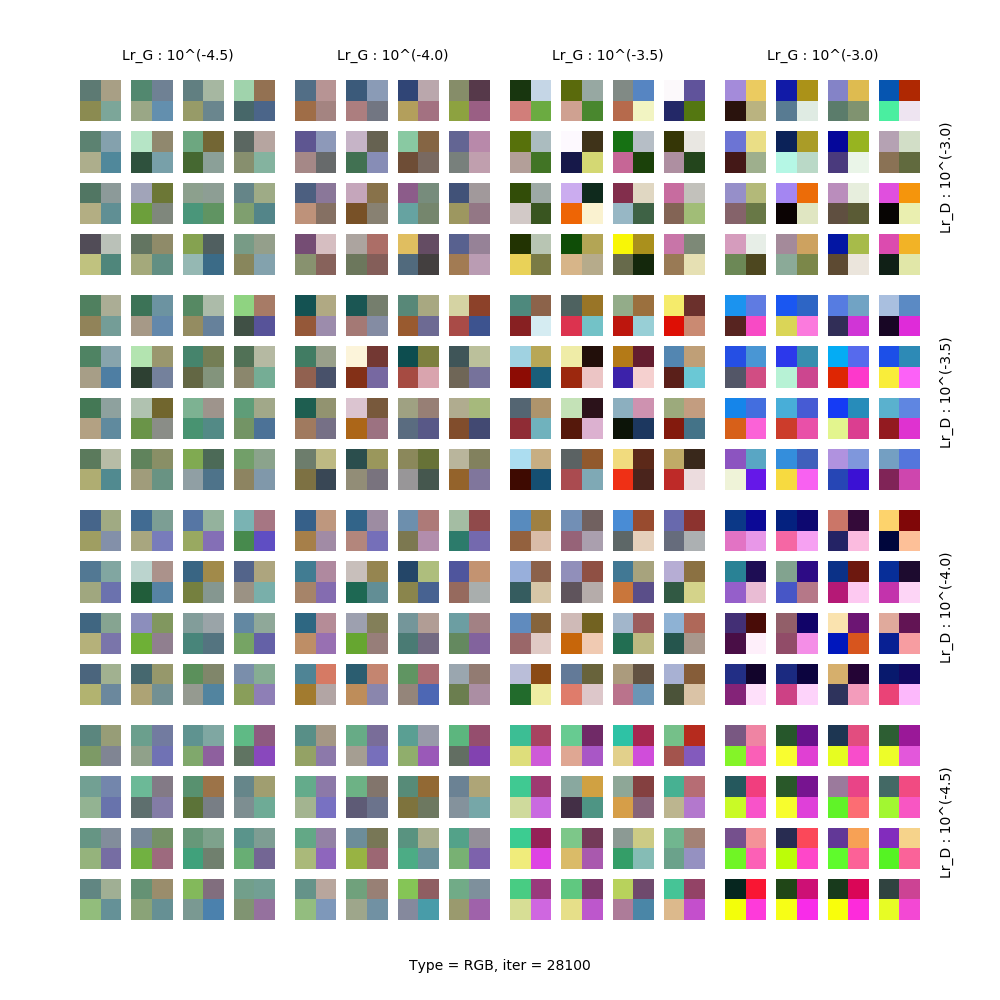 Lr_G : 10^(-4.5)
Lr_G : 10^(-4.0)
Lr_G : 10^(-3.5)
Lr_G : 10^(-3.0)
Lr_D : 10^(-3.0)
Lr_D : 10^(-3.5)
Lr_D : 10^(-4.0)
Lr_D : 10^(-4.5)
Type = RGB, iter = 28100